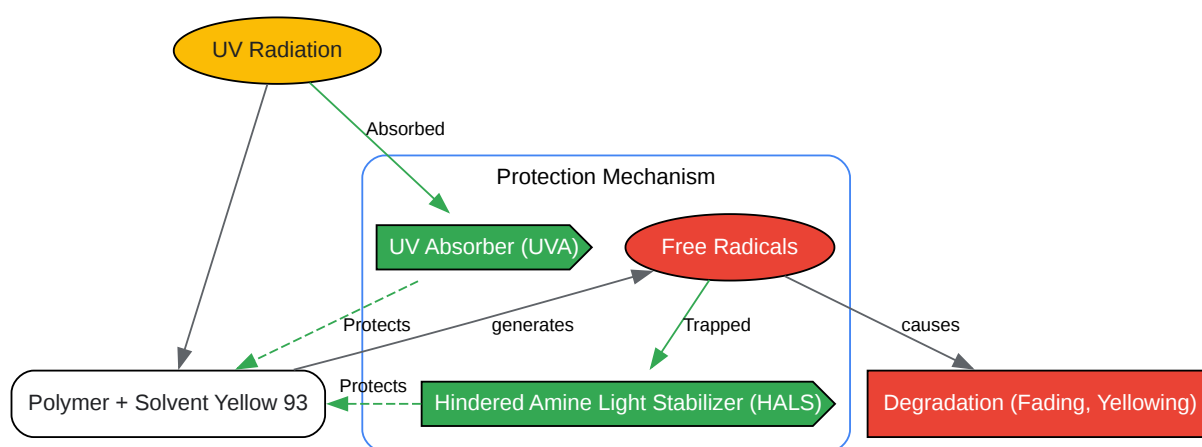 UV Radiation
Absorbed
Protection Mechanism
UV Absorber (UVA)
Free Radicals
Protects
generates
Trapped
causes
Polymer + Solvent Yellow 93
Protects
Hindered Amine Light Stabilizer (HALS)
Degradation (Fading, Yellowing)